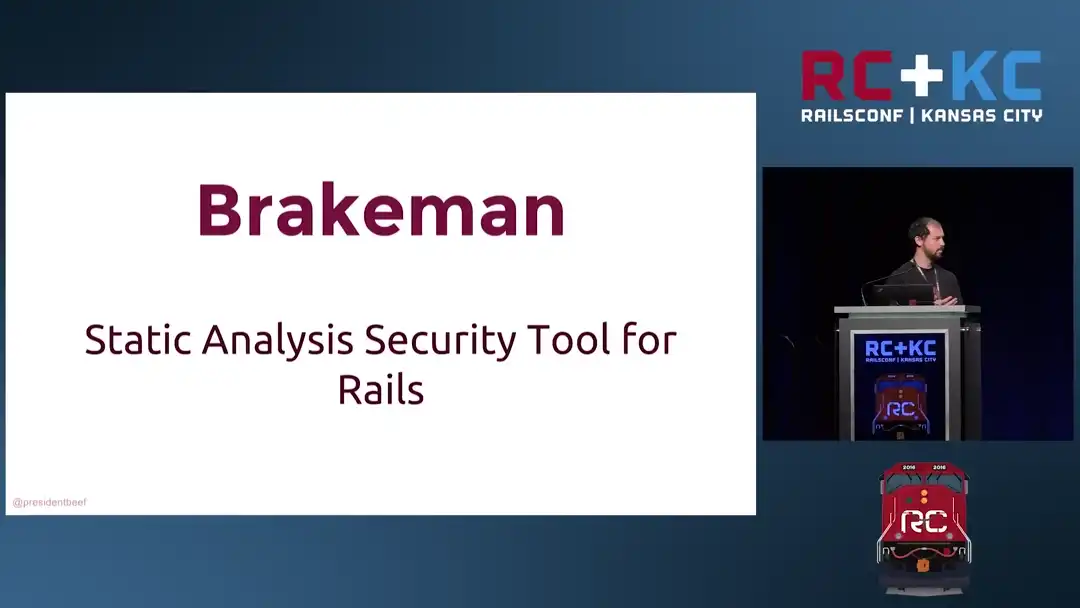 Brakeman
Static Analysis Security Tool for
Rails
@presidentbeef
RC+KC
RAILSCONF | KANSAS CITY
RC+KC
RAILSCONF | KANSAS CITY
RC
2016 2016
RC